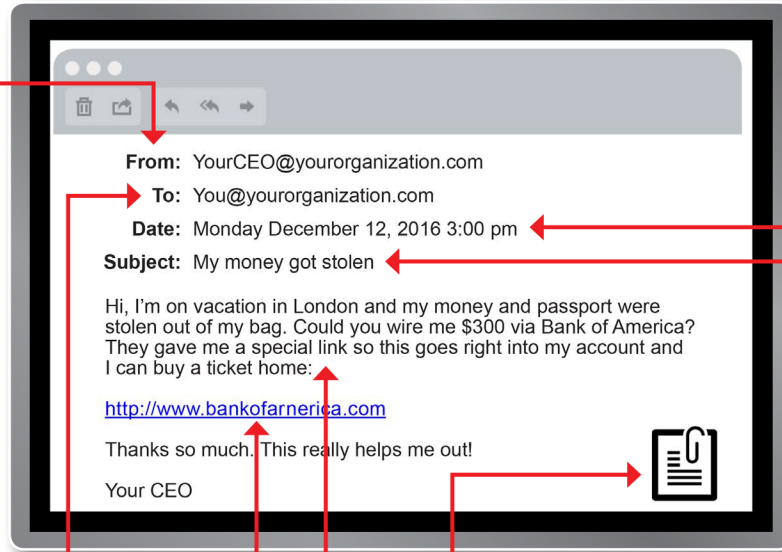 From: YourCEO@yourorganization.com
To: You@yourorganization.com
Date: Monday December 12, 2016 3:00 pm
Subject: My money got stolen
Hi, I'm on vacation in London and my money and passport were
stolen out of my bag. Could you wire me $300 via Bank of America?
They gave me a special link so this goes right into my account and
I can buy a ticket home:
http://www.bankofarnerica.com
Thanks so much. This really helps me out!
Your CEO